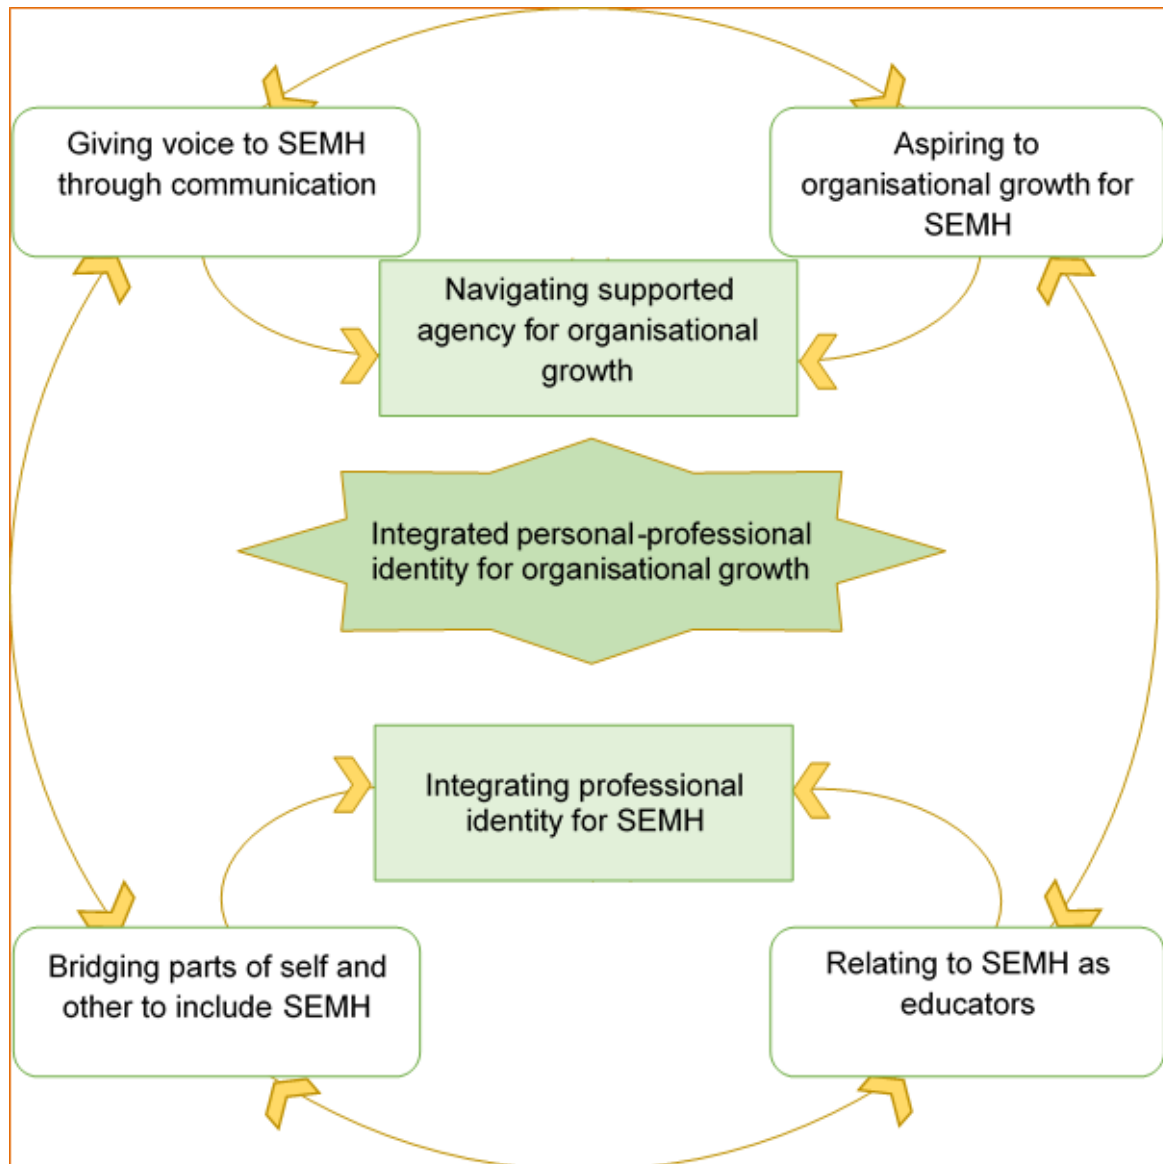 Giving voice to SEMH
through communication
Aspiring to
organisational growth for
SEMH
Navigating supported
agency for organisational
growth
Integrated personal-professional
identity for organisational growth
Integrating professional
identity for SEMH
Bridging parts of self and
other to include SEMH
Relating to SEMH as
educators